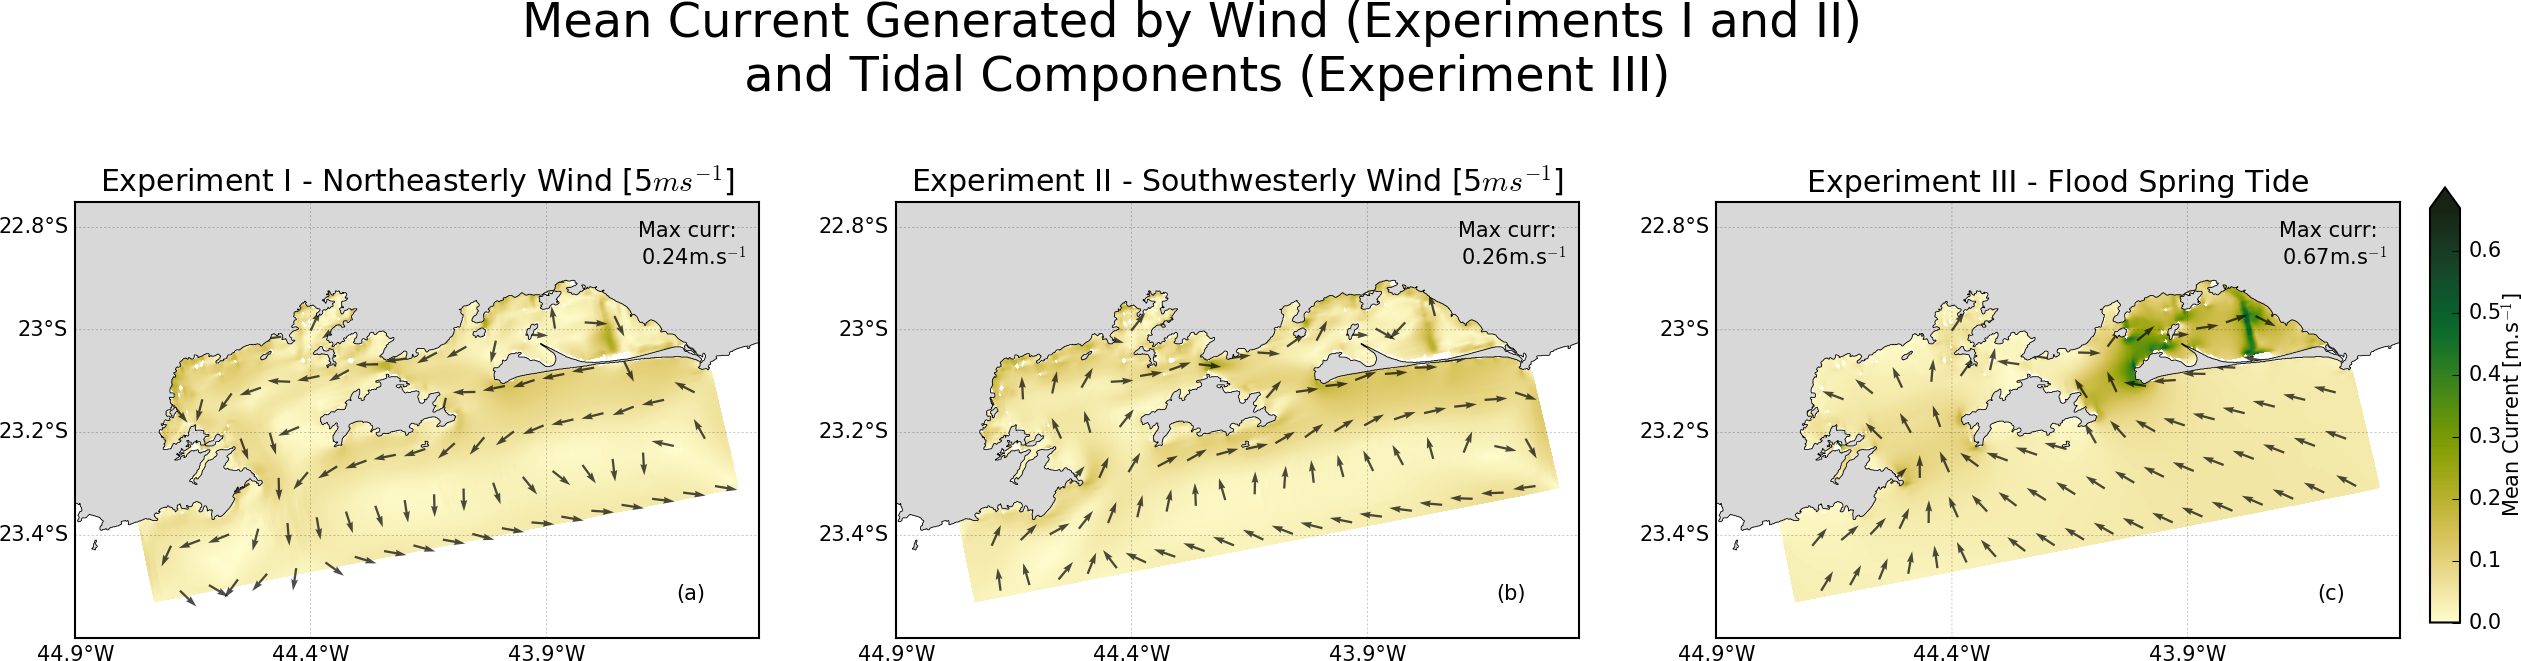 Mean Current Generated by Wind (Experiments I and II)
and Tidal Components (Experiment III)
Experiment I - Northeasterly Wind [5ms⁻¹]
Max curr:
0.24m.s⁻¹
22.8°S
23°S
23.2°S
23.4°S
(a)
44.9°W 44.4°W 43.9°W
Experiment II - Southwesterly Wind [5ms⁻¹]
Max curr:
0.26m.s⁻¹
22.8°S
23°S
23.2°S
23.4°S
(b)
44.9°W 44.4°W 43.9°W
Experiment III - Flood Spring Tide
Max curr:
0.67m.s⁻¹
22.8°S
23°S
23.2°S
23.4°S
(c)
44.9°W 44.4°W 43.9°W
0.6
0.5
0.4
0.3
0.2
0.1
0.0
Mean Current [m.s⁻¹]